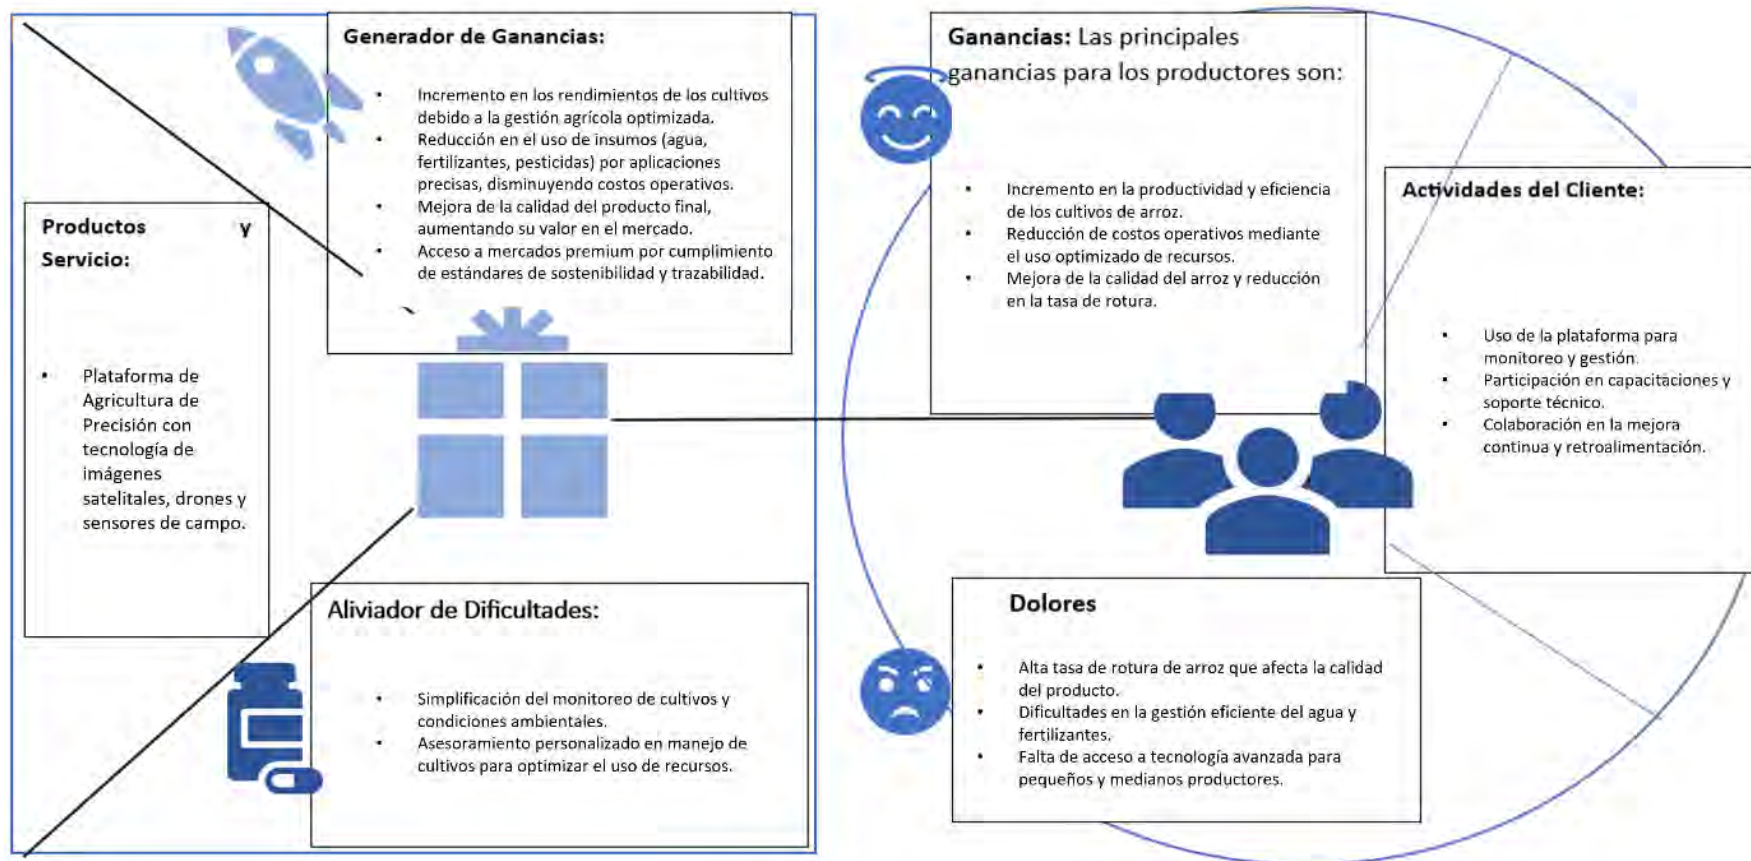 Generador de Ganancias:
• Incremento en los rendimientos de los cultivos
debido a la gestión agrícola optimizada.
• Reducción en el uso de insumos (agua,
fertilizantes, pesticidas) por aplicaciones
precisas, disminuyendo costos operativos.
• Mejora de la calidad del producto final,
aumentando su valor en el mercado.
• Acceso a mercados premium por cumplimiento
de estándares de sostenibilidad y trazabilidad.
Productos y
Servicio:
• Plataforma de
Agricultura de
Precisión con
tecnología de
imágenes
satelitales, drones y
sensores de campo.
Aliviador de Dificultades:
• Simplificación del monitoreo de cultivos y
condiciones ambientales.
• Asesoramiento personalizado en manejo de
cultivos para optimizar el uso de recursos.
Ganancias: Las principales
ganancias para los productores son:
• Incremento en la productividad y eficiencia
de los cultivos de arroz.
• Reducción de costos operativos mediante
el uso optimizado de recursos.
• Mejora de la calidad del arroz y reducción
en la tasa de rotura.
Actividades del Cliente:
• Uso de la plataforma para
monitoreo y gestión.
• Participación en capacitaciones y
soporte técnico.
• Colaboración en la mejora
continua y retroalimentación.
Dolores
• Alta tasa de rotura de arroz que afecta la calidad
del producto.
• Dificultades en la gestión eficiente del agua y
fertilizantes.
• Falta de acceso a tecnología avanzada para
pequeños y medianos productores.